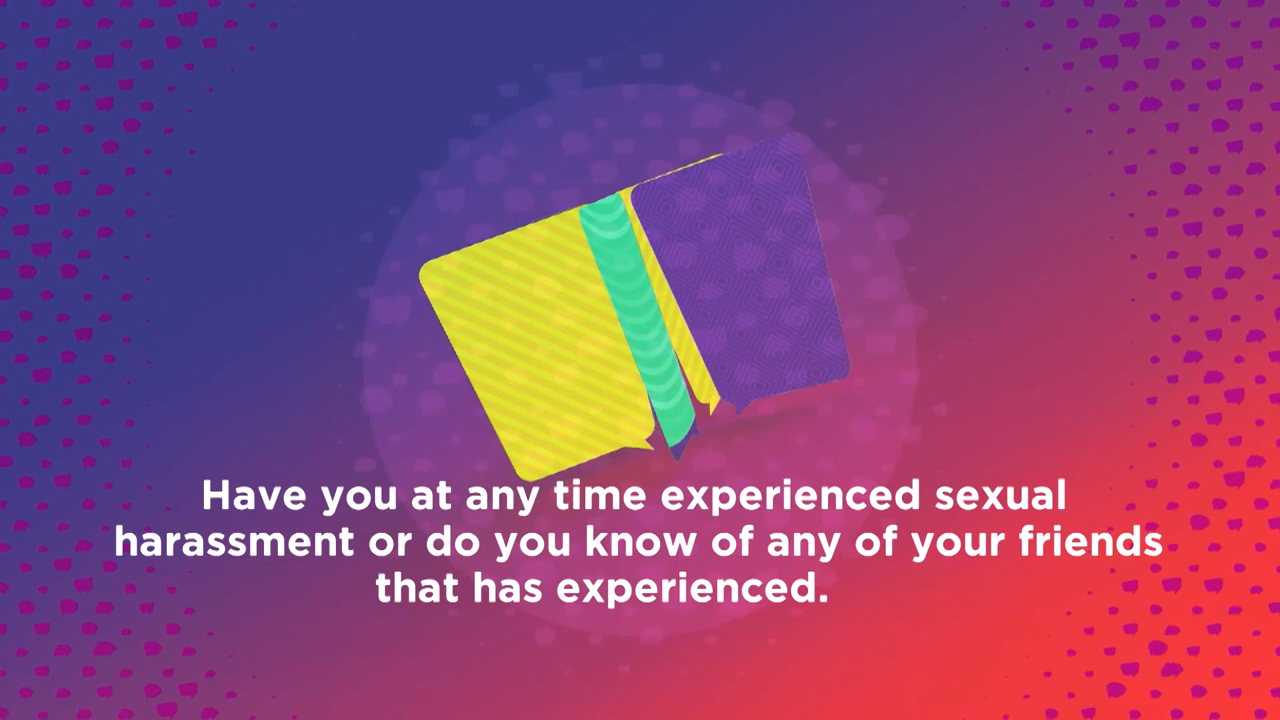 Have you at any time experienced sexual
harassment or do you know of any of your friends
that has experienced.